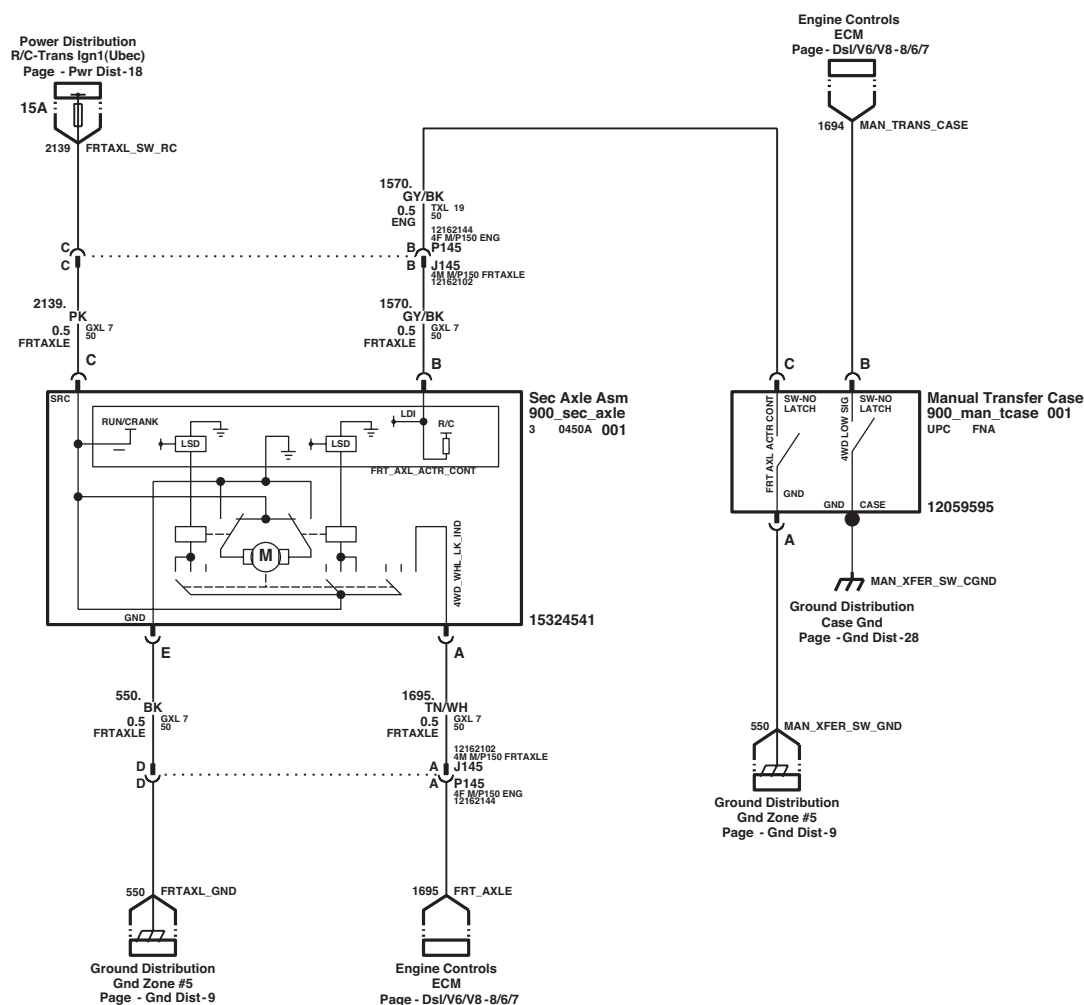 Power Distribution
R/C-Trans Ign1(Ubec)
Page - Pwr Dist-18
15A
2139 FRTAXL_SW_RC
Engine Controls
ECM
Page - Dsl/V6/V8-8/6/7
1694 MAN_TRANS_CASE
1570.
GY/BK
0.5 TXL 19
ENG 50
12162144
4F M/P150 ENG
C
B P145
C
B J145
4M M/P150 FRTAXLE
12162102
2139.
PK
0.5 GXL 7
FRTAXLE 50
1570.
GY/BK
0.5 GXL 7
FRTAXLE 50
C
B
C
B
SRC
RUN/CRANK
LSD
LSD
LDI
R/C
FRT_AXL_ACTR_CONT
M
4WD_WHL_LK_IND
GND
Sec Axle Asm
900_sec_axle
3 0450A 001
15324541
FRT AXL ACTR CONT
SW-NO
LATCH
4WD LOW SIG
SW-NO
LATCH
GND
GND
CASE
Manual Transfer Case
900_man_tcase 001
UPC FNA
12059595
A
MAN_XFER_SW_CGND
Ground Distribution
Case Gnd
Page - Gnd Dist-28
E
A
550.
BK
0.5 GXL 7
FRTAXLE 50
1695.
TN/WH
0.5 GXL 7
FRTAXLE 50
12162102
4M M/P150 FRTAXLE
D
A J145
D
A P145
4F M/P150 ENG
12162144
550 MAN_XFER_SW_GND
Ground Distribution
Gnd Zone #5
Page - Gnd Dist-9
550 FRTAXL_GND
Ground Distribution
Gnd Zone #5
Page - Gnd Dist-9
1695 FRT_AXLE
Engine Controls
ECM
Page - Dsl/V6/V8-8/6/7